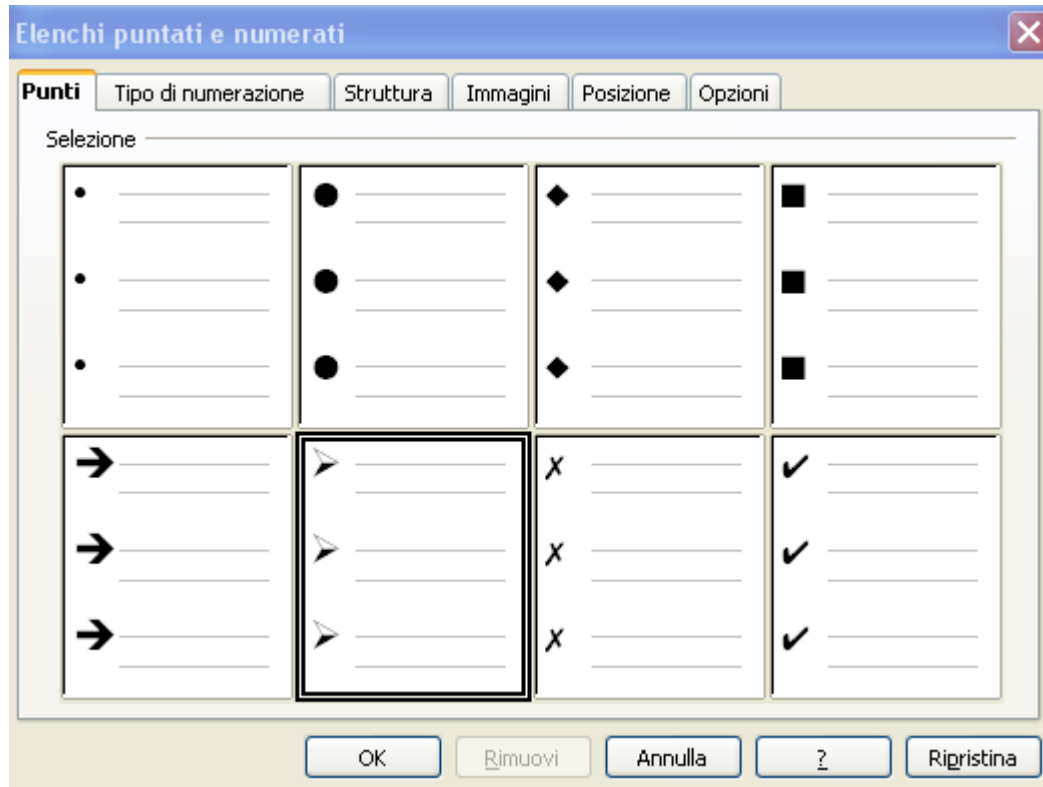 Elenchi puntati e numerati
Punti Tipo di numerazione Struttura Immagini Posizione Opzioni
Selezione
OK Rimuovi Annulla ? Ripristina